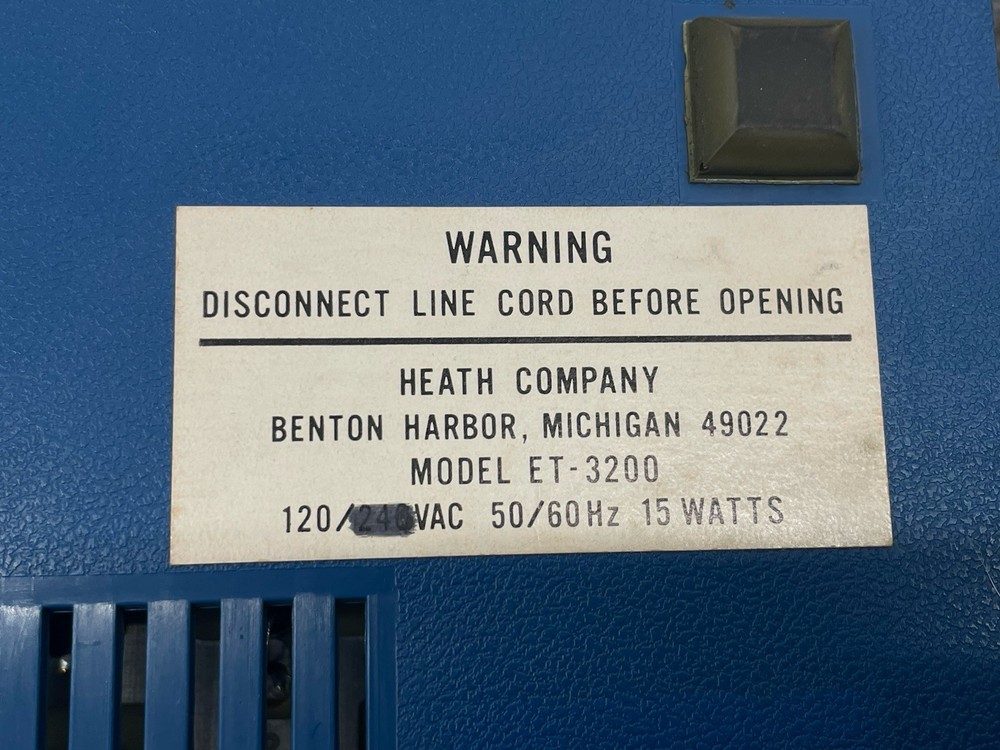 WARNING
DISCONNECT LINE CORD BEFORE OPENING
HEATH COMPANY
BENTON HARBOR, MICHIGAN 49022
MODEL ET-3200
120/240VAC 50/60Hz 15 WATTS